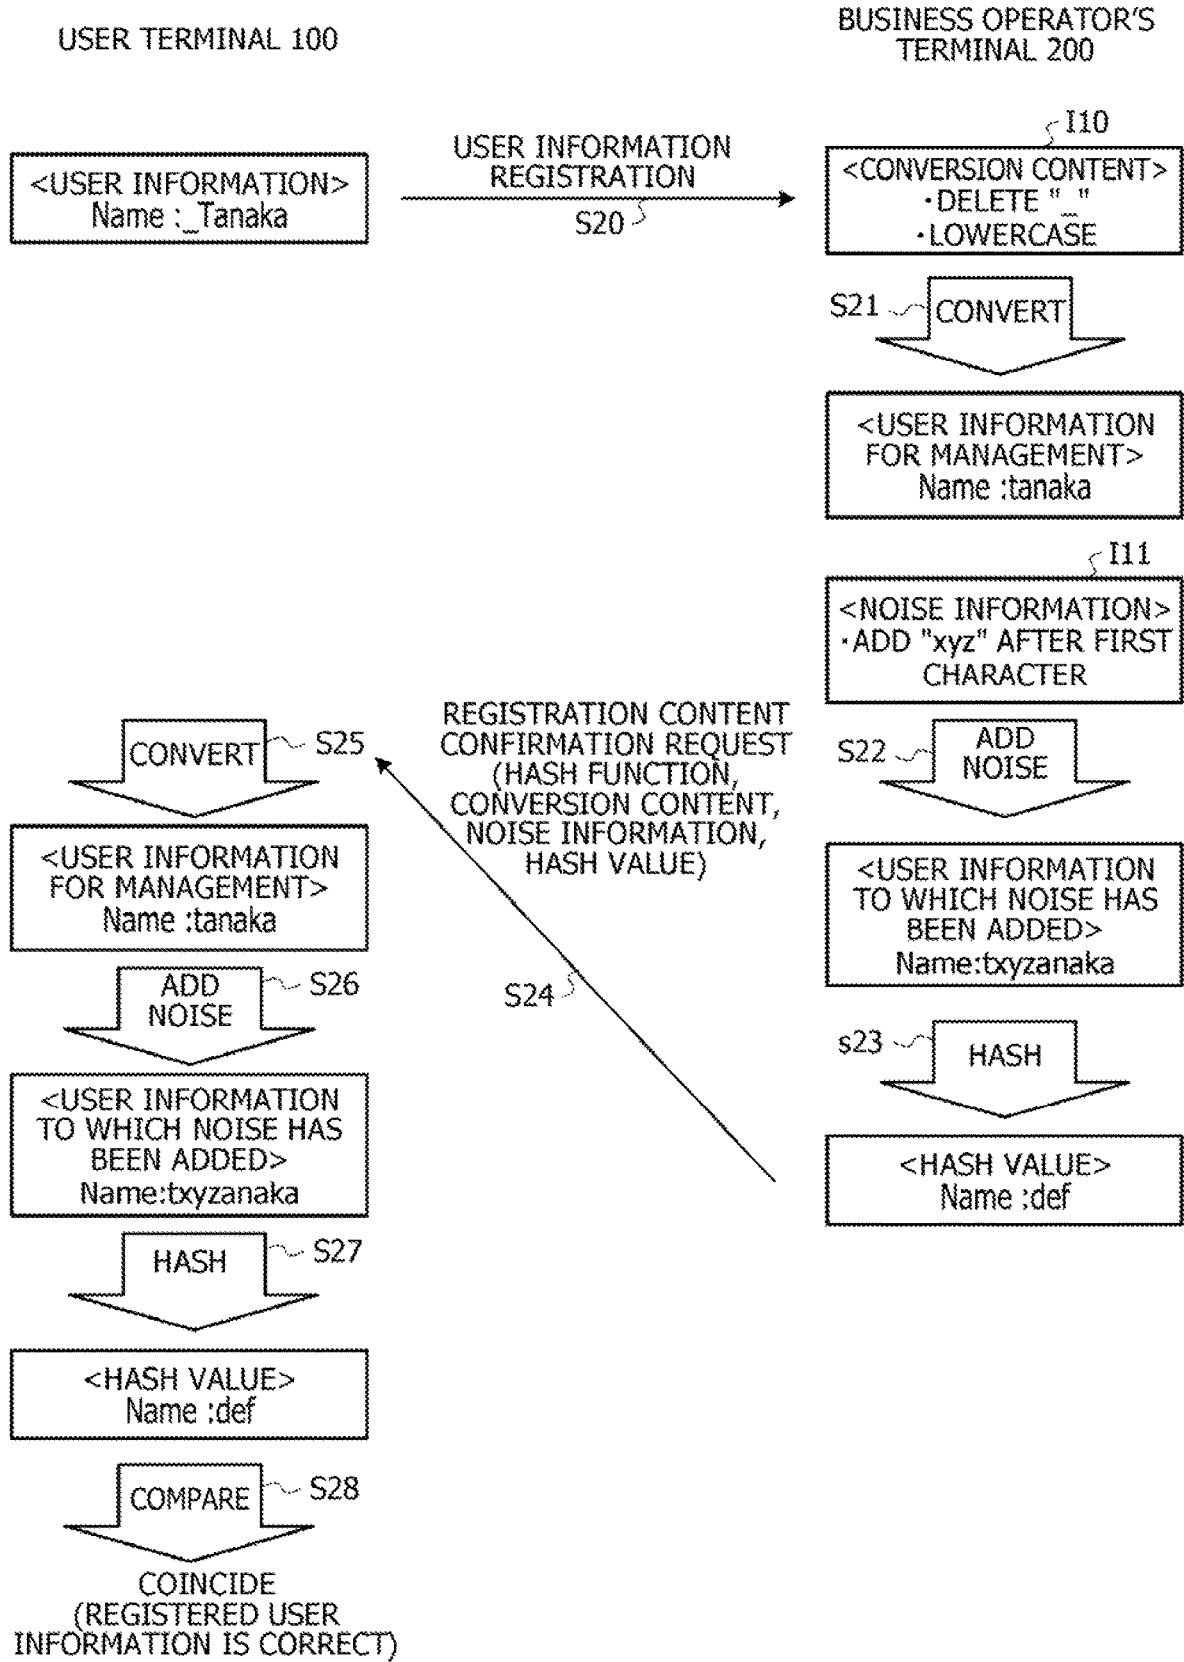 USER TERMINAL 100
BUSINESS OPERATOR'S
TERMINAL 200
<USER INFORMATION>
Name :_Tanaka
USER INFORMATION
REGISTRATION
S20
I10
<CONVERSION CONTENT>
・DELETE "_"
・LOWERCASE
S21
CONVERT
<USER INFORMATION
FOR MANAGEMENT>
Name :tanaka
I11
<NOISE INFORMATION>
・ADD "xyz" AFTER FIRST
CHARACTER
S22
ADD
NOISE
<USER INFORMATION
TO WHICH NOISE HAS
BEEN ADDED>
Name:txyzanaka
s23
HASH
<HASH VALUE>
Name :def
REGISTRATION CONTENT
CONFIRMATION REQUEST
(HASH FUNCTION,
CONVERSION CONTENT,
NOISE INFORMATION,
HASH VALUE)
S24
CONVERT
S25
<USER INFORMATION
FOR MANAGEMENT>
Name :tanaka
ADD
NOISE
S26
<USER INFORMATION
TO WHICH NOISE HAS
BEEN ADDED>
Name:txyzanaka
HASH
S27
<HASH VALUE>
Name :def
COMPARE
S28
COINCIDE
(REGISTERED USER
INFORMATION IS CORRECT)